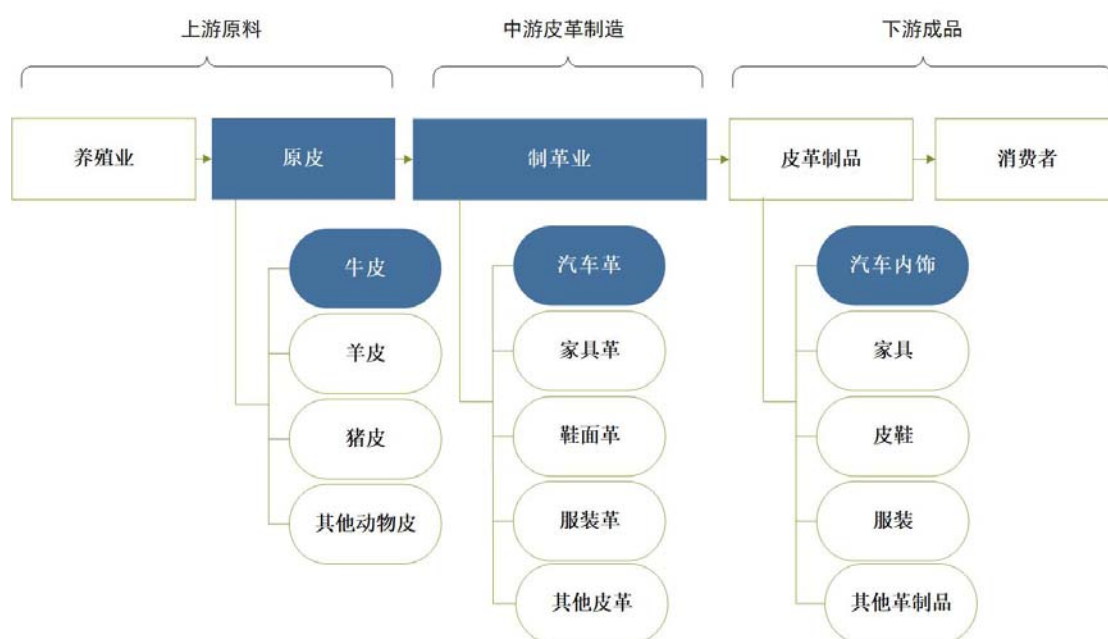 上游原料
中游皮革制造
下游成品
养殖业
原皮
制革业
皮革制品
消费者
牛皮
汽车革
汽车内饰
羊皮
家具革
家具
猪皮
鞋面革
皮鞋
其他动物皮
服装革
服装
其他皮革
其他革制品